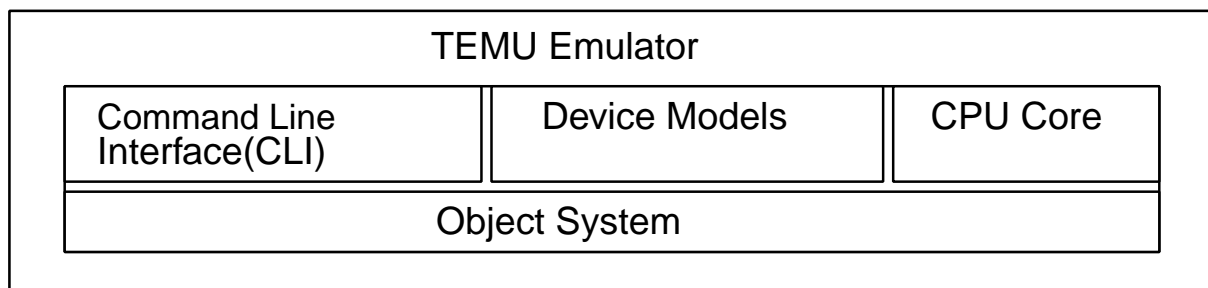 TEMU Emulator
Command Line
Interface(CLI)
Device Models
CPU Core
Object System